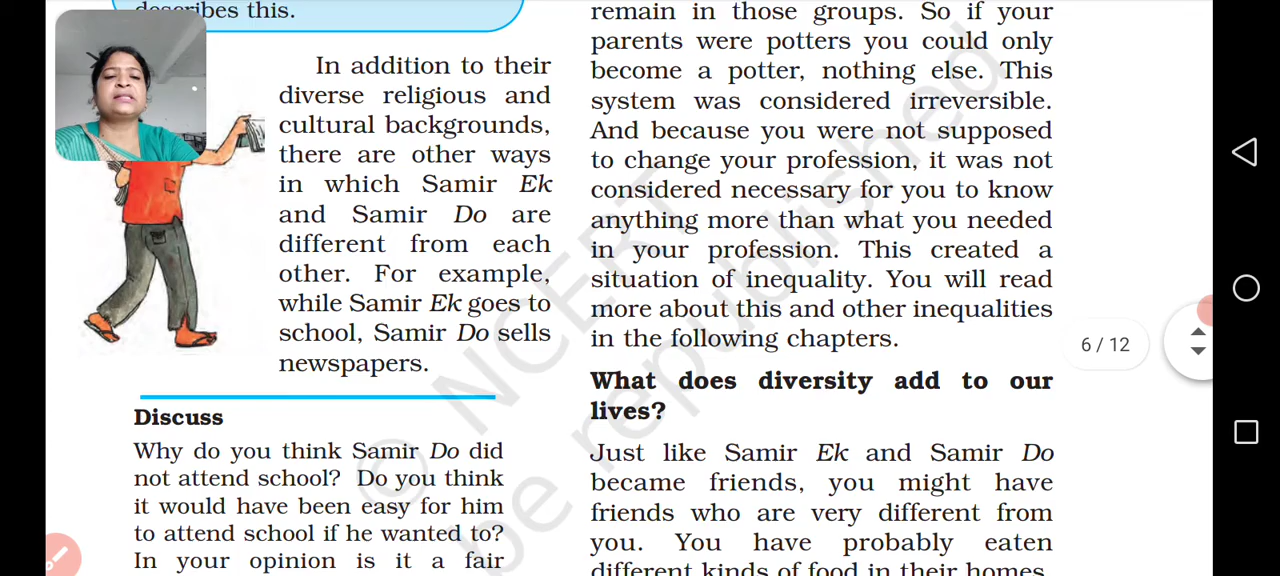 describes this.
In addition to their
diverse religious and
cultural backgrounds,
there are other ways
in which Samir Ek
and Samir Do are
different from each
other. For example,
while Samir Ek goes to
school, Samir Do sells
newspapers.
Discuss
Why do you think Samir Do did
not attend school? Do you think
it would have been easy for him
to attend school if he wanted to?
In your opinion is it a fair
remain in those groups. So if your
parents were potters you could only
become a potter, nothing else. This
system was considered irreversible.
And because you were not supposed
to change your profession, it was not
considered necessary for you to know
anything more than what you needed
in your profession. This created a
situation of inequality. You will read
more about this and other inequalities
in the following chapters.
What does diversity add to our
lives?
Just like Samir Ek and Samir Do
became friends, you might have
friends who are very different from
you. You have probably eaten
different kinds of food in their homes,
© NCERT
be republished
6 / 12